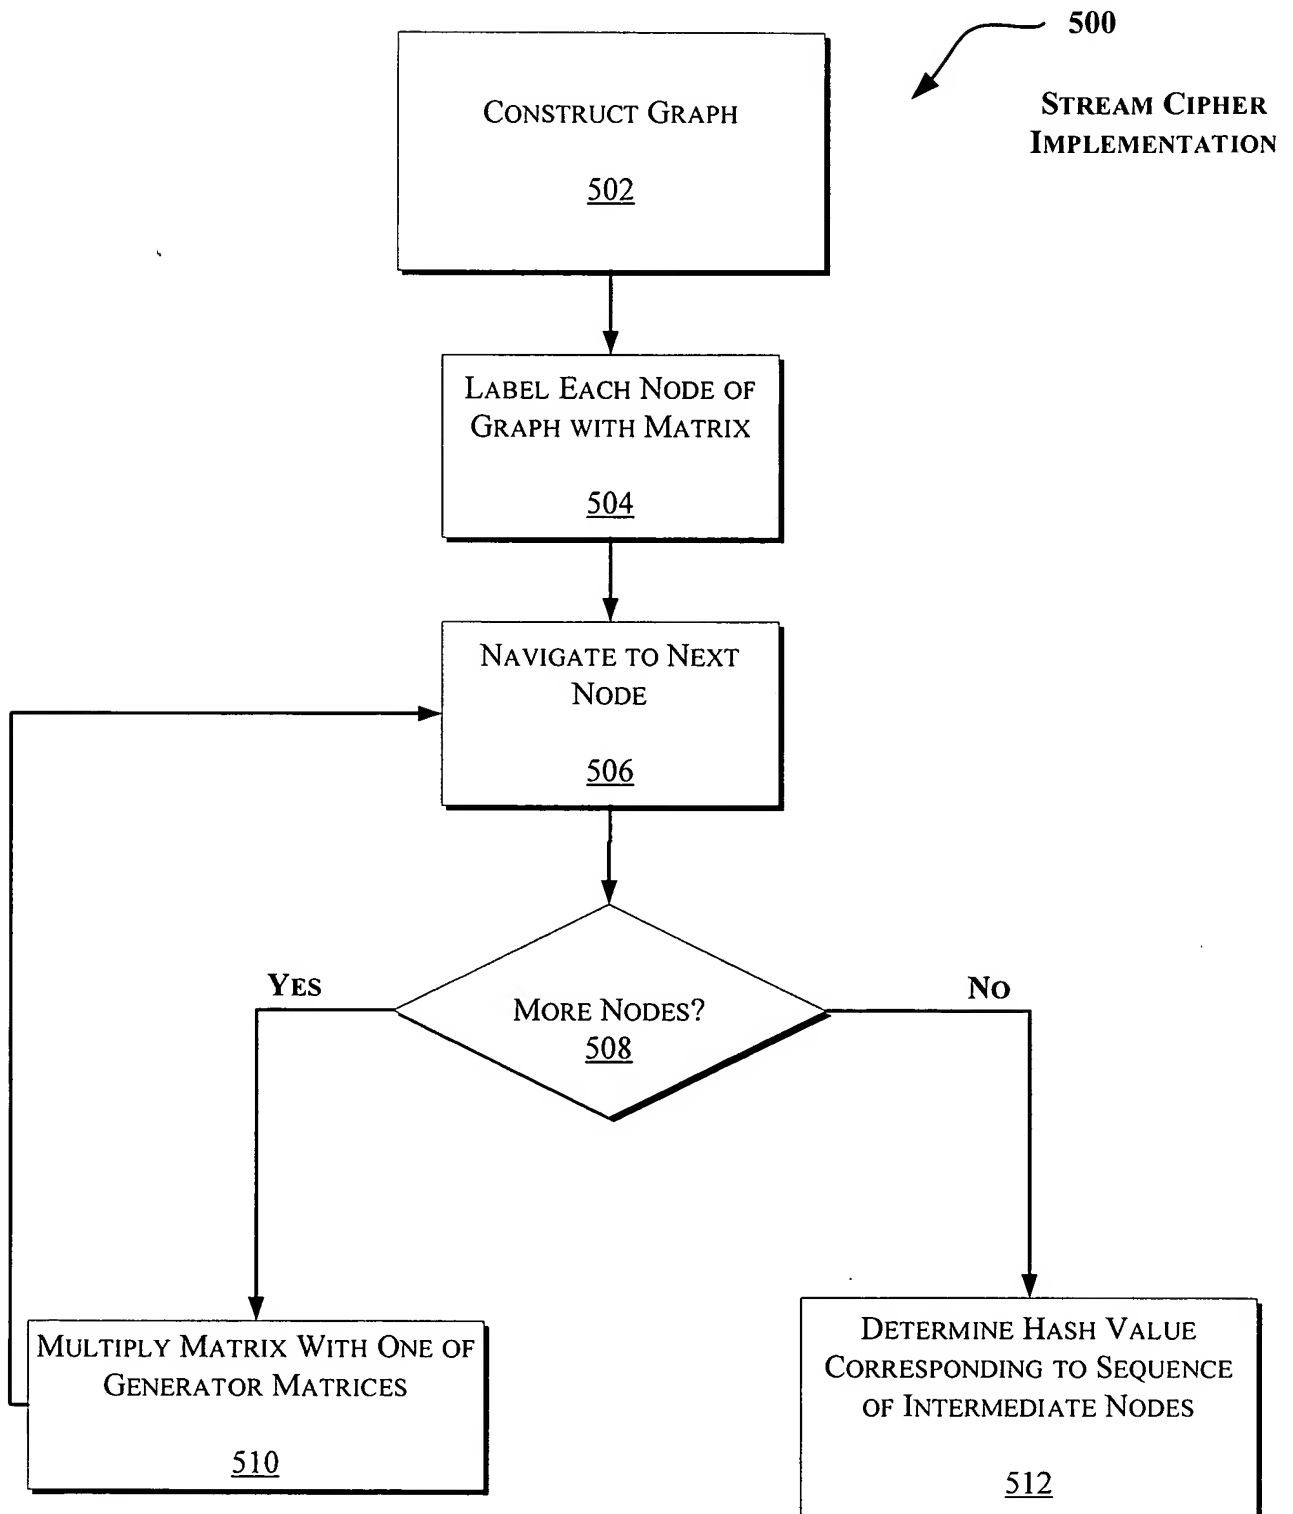 500
STREAM CIPHER
IMPLEMENTATION
CONSTRUCT GRAPH
502
LABEL EACH NODE OF
GRAPH WITH MATRIX
504
NAVIGATE TO NEXT
NODE
506
YES
MORE NODES?
508
NO
MULTIPLY MATRIX WITH ONE OF
GENERATOR MATRICES
510
DETERMINE HASH VALUE
CORRESPONDING TO SEQUENCE
OF INTERMEDIATE NODES
512